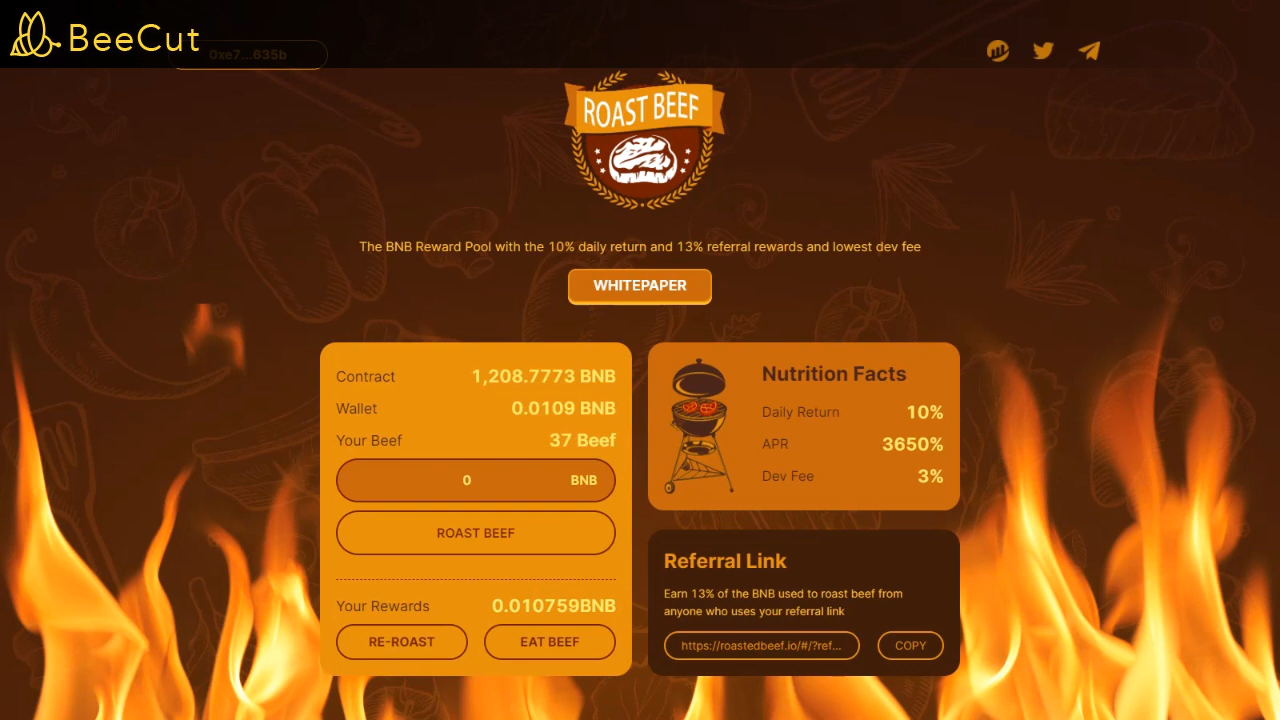 BeeCut
0xe7...635b
ROAST BEEF
The BNB Reward Pool with the 10% daily return and 13% referral rewards and lowest dev fee
WHITEPAPER
Contract 1,208.7773 BNB
Wallet 0.0109 BNB
Your Beef 37 Beef
0 BNB
ROAST BEEF
Your Rewards 0.010759BNB
RE-ROAST EAT BEEF
Nutrition Facts
Daily Return 10%
APR 3650%
Dev Fee 3%
Referral Link
Earn 13% of the BNB used to roast beef from
anyone who uses your referral link
https://roastedbeef.io/#/?ref... COPY